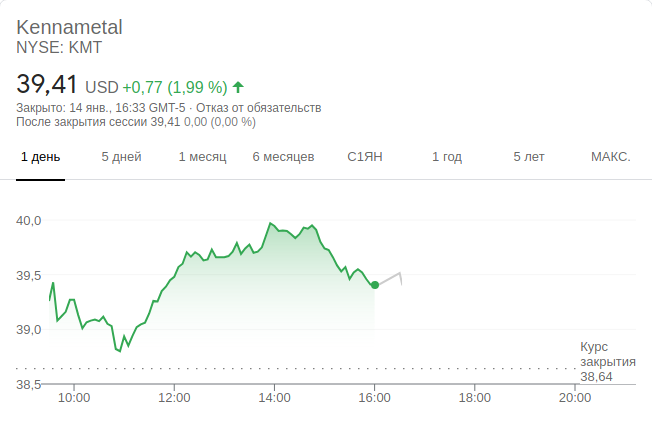 Kennametal
NYSE: KMT
39,41 USD +0,77 (1,99 %)
Закрыто: 14 янв., 16:33 GMT-5 · Отказ от обязательств
После закрытия сессии 39,41 0,00 (0,00 %)
1 день 5 дней 1 месяц 6 месяцев С1ЯН 1 год 5 лет МАКС.
40,0
39,5
39,0
Курс
закрытия
38,64
38,5
10:00 12:00 14:00 16:00 18:00 20:00